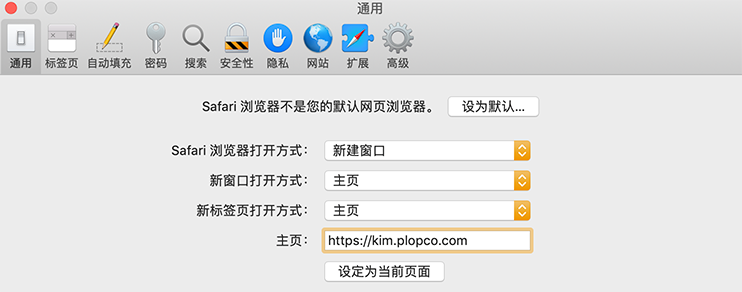 通用
通用 标签页 自动填充 密码 搜索 安全性 隐私 网站 扩展 高级
Safari 浏览器不是您的默认网页浏览器。 设为默认...
Safari 浏览器打开方式： 新建窗口
新窗口打开方式： 主页
新标签页打开方式： 主页
主页： https://kim.plopco.com
设定为当前页面